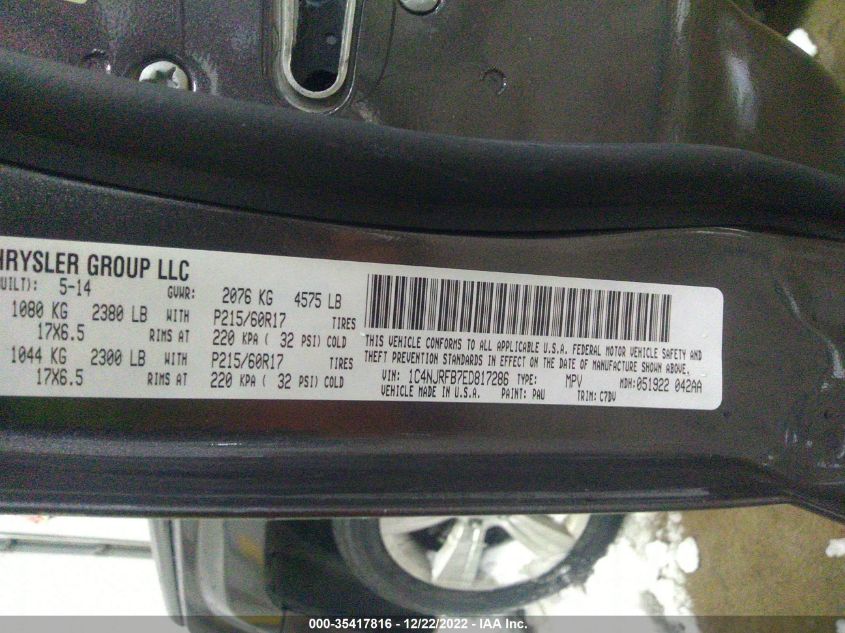 HRYSLER GROUP LLC
UILT): 5-14 GVWR: 2076 KG 4575 LB
1080 KG 2380 LB WITH P215/60R17 TIRES
17X6.5 RIMS AT 220 KPA ( 32 PSI) COLD
1044 KG 2300 LB WITH P215/60R17 TIRES
17X6.5 RIMS AT 220 KPA ( 32 PSI) COLD
THIS VEHICLE CONFORMS TO ALL APPLICABLE U.S.A. FEDERAL MOTOR VEHICLE SAFETY AND
THEFT PREVENTION STANDARDS IN EFFECT ON THE DATE OF MANUFACTURE SHOWN ABOVE.
VIN: 1C4NJRFB7ED817286 TYPE: MPV MDH: 051922 042AA
VEHICLE MADE IN U.S.A. PAINT: PAU TRIM: C7DV
000-35417816 - 12/22/2022 - IAA Inc.